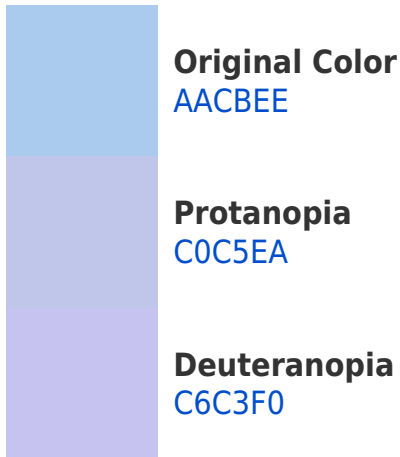 Original Color
AACBEE
Protanopia
C0C5EA
Deuteranopia
C6C3F0